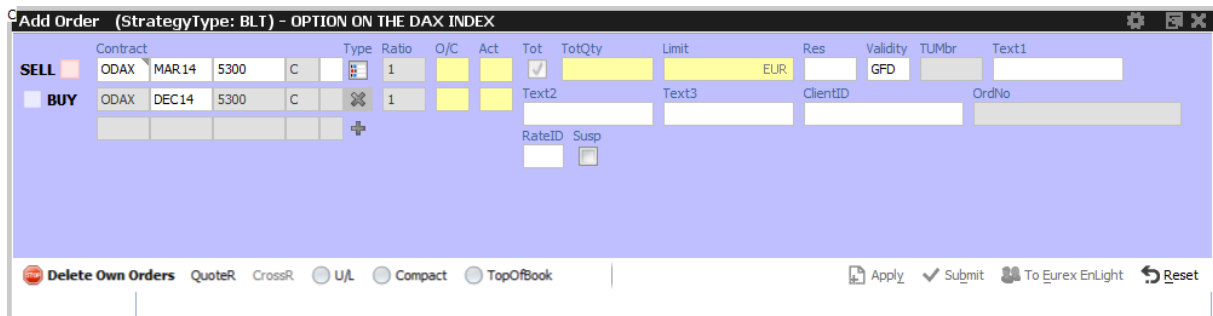 Add Order (StrategyType: BLT) - OPTION ON THE DAX INDEX
Contract Type Ratio O/C Act Tot TotQty Limit Res Validity TUMbr Text1
SELL ODAX MAR14 5300 C 1 EUR GFD
BUY ODAX DEC14 5300 C 1 Text2 Text3 ClientID OrdNo
RateID Susp
STOP Delete Own Orders QuoteR CrossR U/L Compact TopOfBook Apply Submit To Eurex EnLight Reset